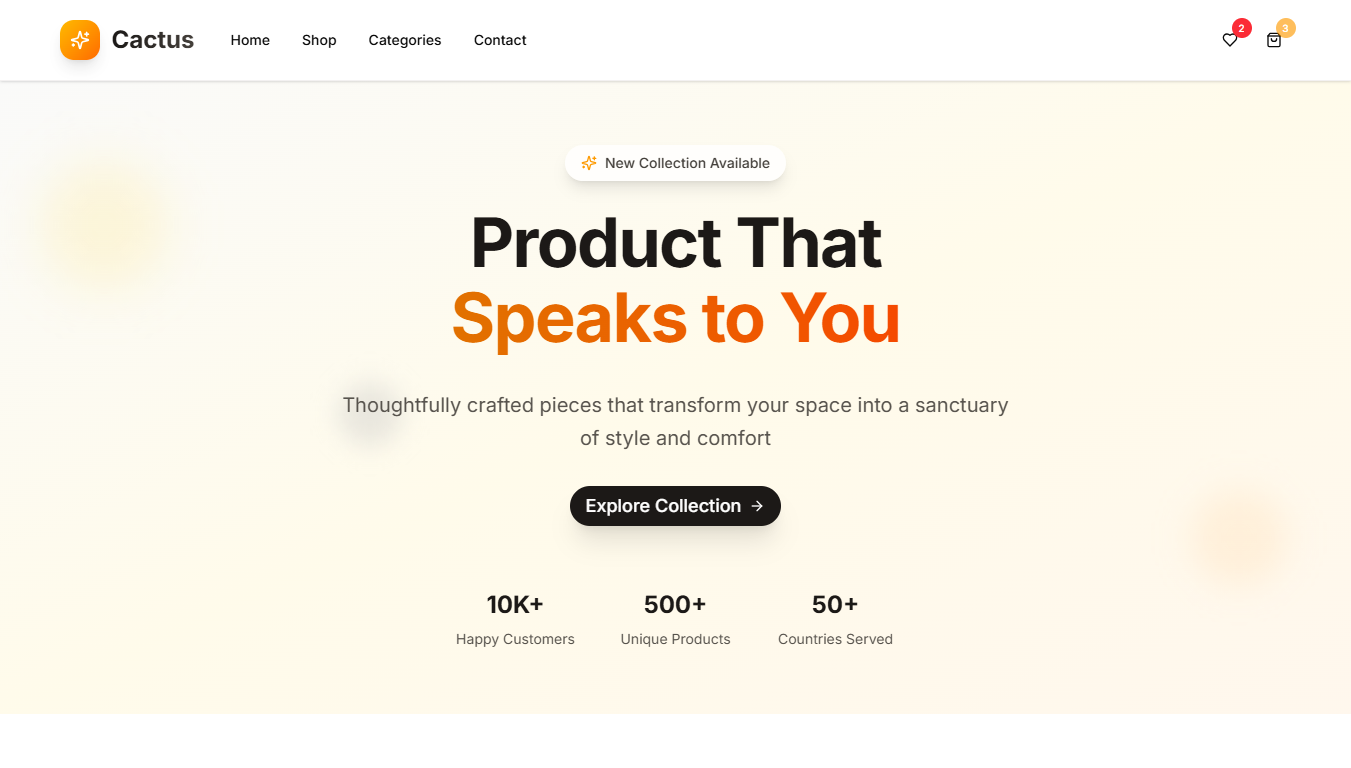 Cactus
Home
Shop
Categories
Contact
2
3
New Collection Available
Product That
Speaks to You
Thoughtfully crafted pieces that transform your space into a sanctuary
of style and comfort
Explore Collection
10K+
Happy Customers
500+
Unique Products
50+
Countries Served